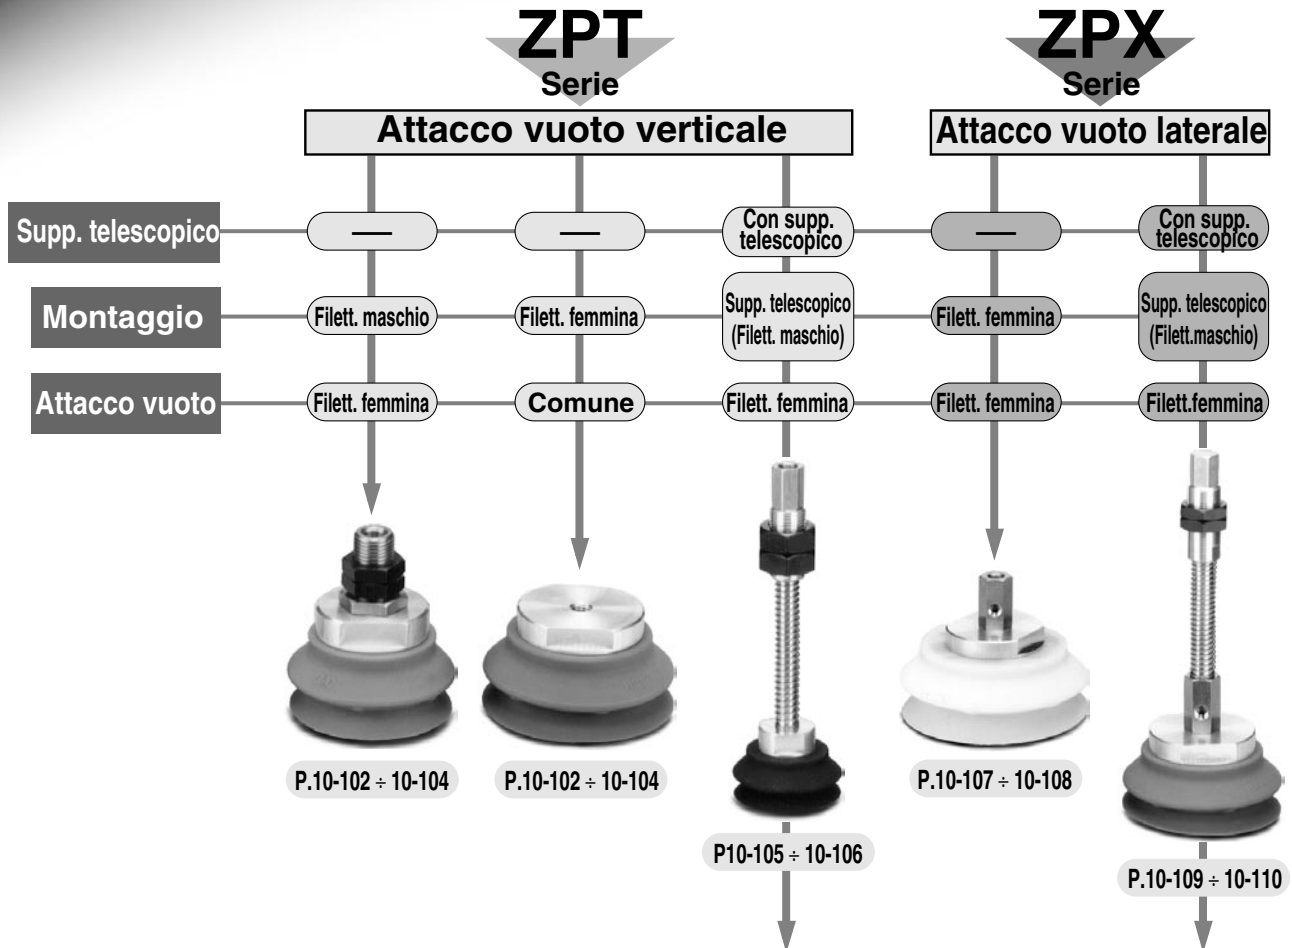 ZPT
Serie
ZPX
Serie
Attacco vuoto verticale
Attacco vuoto laterale
Supp. telescopico
—
—
Con supp.
telescopico
—
Con supp.
telescopico
Montaggio
Filett. maschio
Filett. femmina
Supp. telescopico
(Filett. maschio)
Filett. femmina
Supp. telescopico
(Filett.maschio)
Attacco vuoto
Filett. femmina
Comune
Filett. femmina
Filett. femmina
Filett.femmina
P.10-102 ÷ 10-104
P.10-102 ÷ 10-104
P10-105 ÷ 10-106
P.10-107 ÷ 10-108
P.10-109 ÷ 10-110